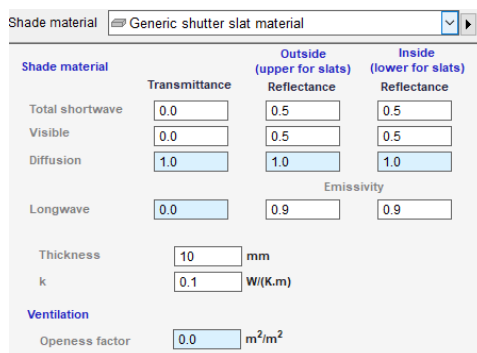 Shade material Generic shutter slat material
Outside Inside
Shade material (upper for slats) (lower for slats)
Transmittance Reflectance Reflectance
Total shortwave 0.0 0.5 0.5
Visible 0.0 0.5 0.5
Diffusion 1.0 1.0 1.0
Emissivity
Longwave 0.0 0.9 0.9
Thickness 10 mm
k 0.1 W/(K.m)
Ventilation
Openess factor 0.0 m²/m²